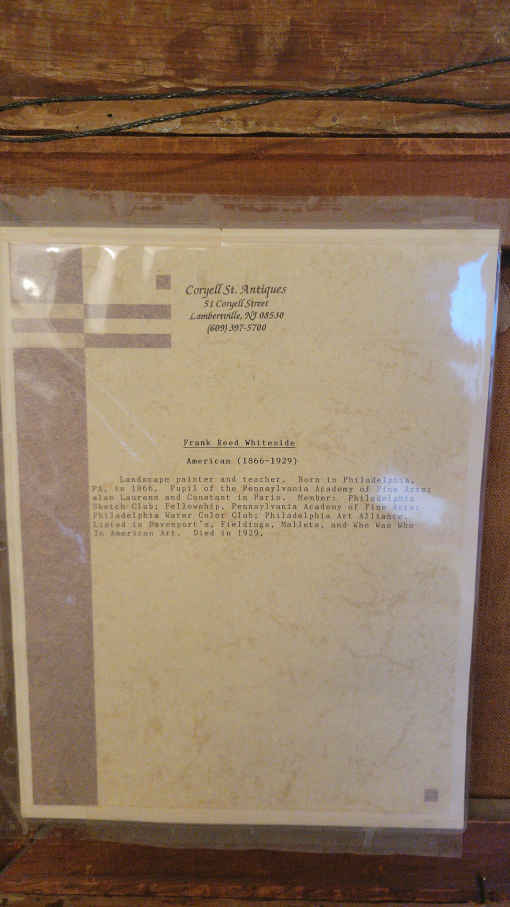 Coryell St. Antiques
51 Coryell Street
Lambertville, NJ 08530
(609) 397-5700
Frank Reed Whiteside
American (1866-1929)
Landscape painter and teacher. Born in Philadelphia,
PA, in 1866. Pupil of the Pennsylvania Academy of Fine Arts;
also Laurens and Constant in Paris. Member: Philadelphia
Sketch Club; Fellowship, Pennsylvania Academy of Fine Arts;
Philadelphia Water Color Club; Philadelphia Art Alliance.
Listed in Davenport's, Fieldings, Mallets, and Who Was Who
In American Art. Died in 1929.